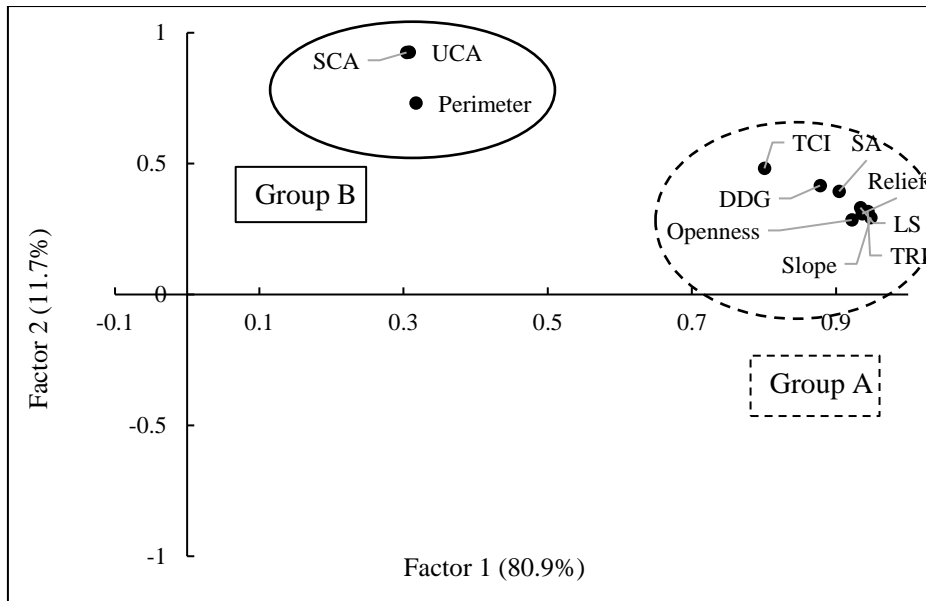 1
SCA
UCA
Perimeter
Group B
TCI
SA
0.5
DDG
Relief
Openness
LS
Slope
TRI
0
-0.1
0.1
0.3
0.5
0.7
0.9
Group A
-0.5
-1
Factor 1 (80.9%)
Factor 2 (11.7%)